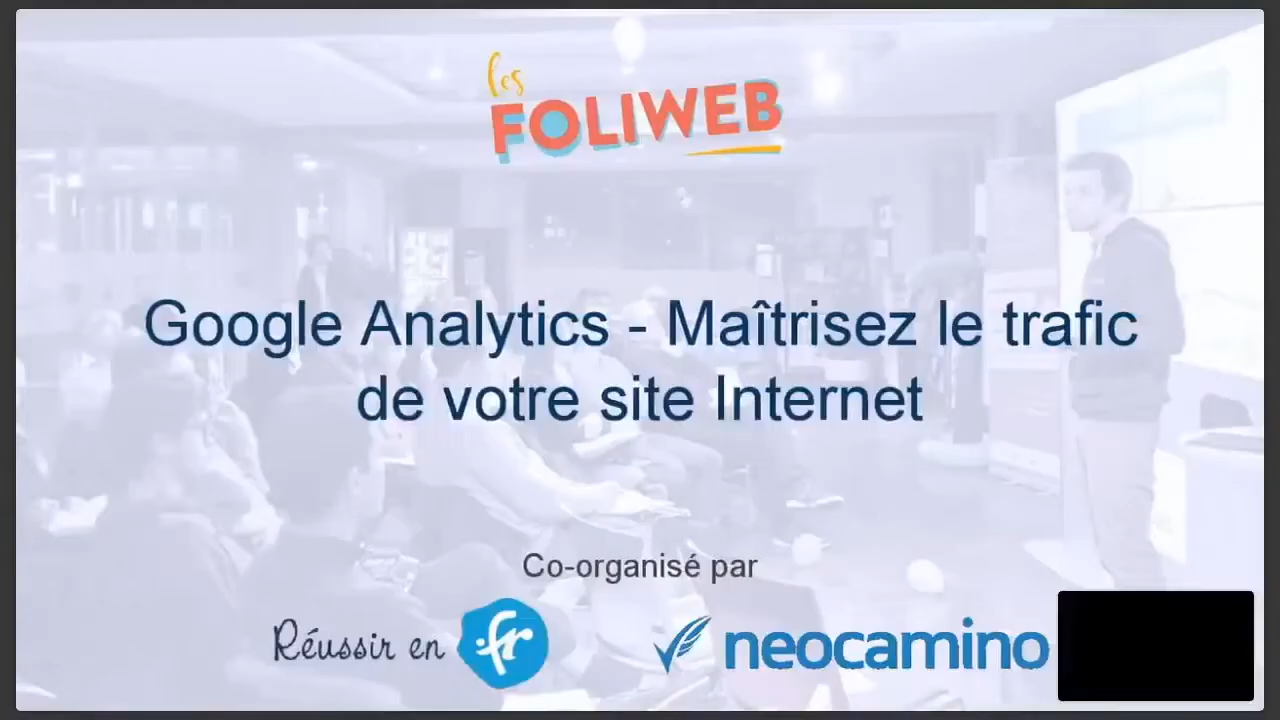 les
FOLIWEB
Google Analytics - Maîtrisez le trafic
de votre site Internet
Co-organisé par
Réussir en .fr
neocamino